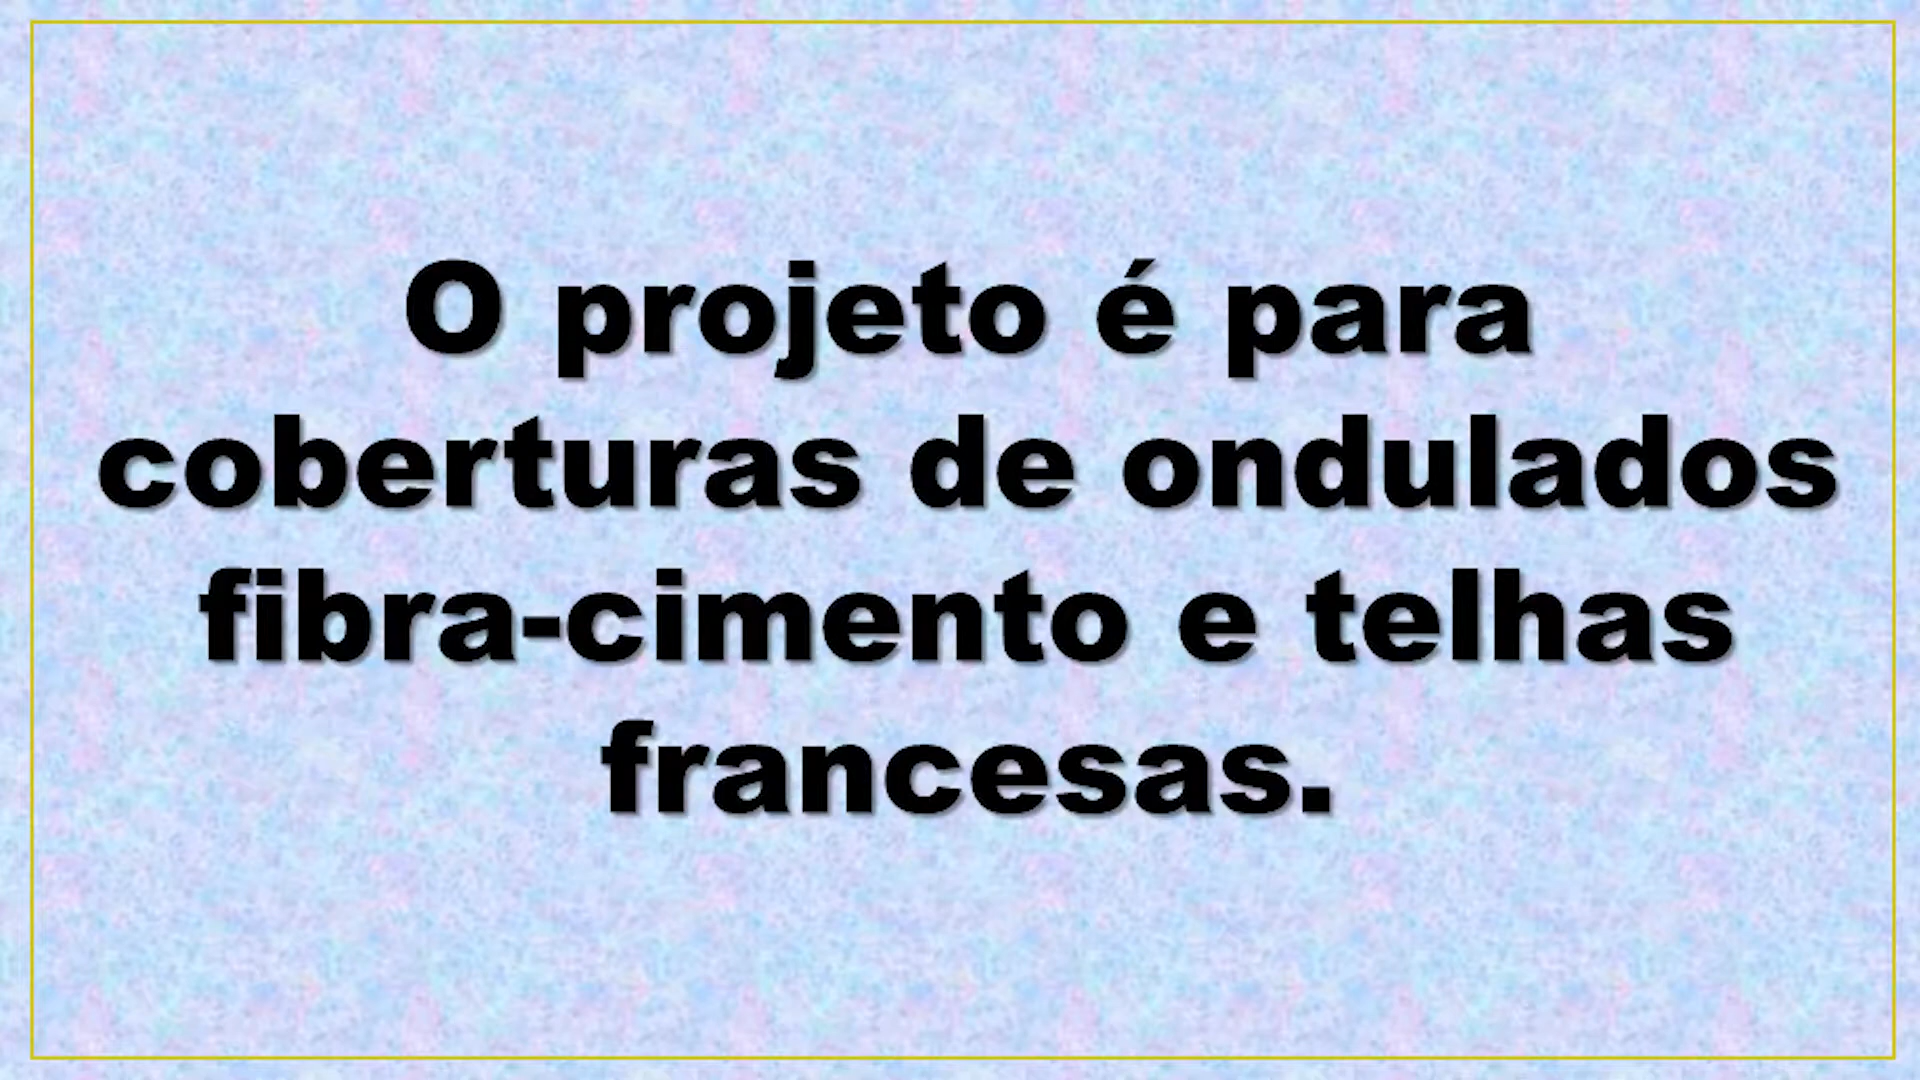 O projeto é para
coberturas de ondulados
fibra-cimento e telhas
francesas.